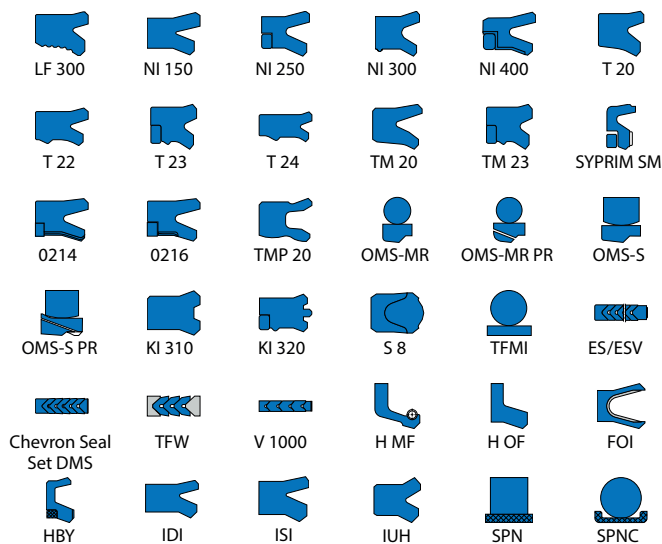 LF 300 NI 150 NI 250 NI 300 NI 400 T 20
T 22 T 23 T 24 TM 20 TM 23 SYPRIM SM
0214 0216 TMP 20 OMS-MR OMS-MR PR OMS-S
OMS-S PR KI 310 KI 320 S 8 TFMI ES/ESV
Chevron Seal TFW V 1000 H MF H OF FOI
Set DMS
HBY IDI ISI IUH SPN SPNC